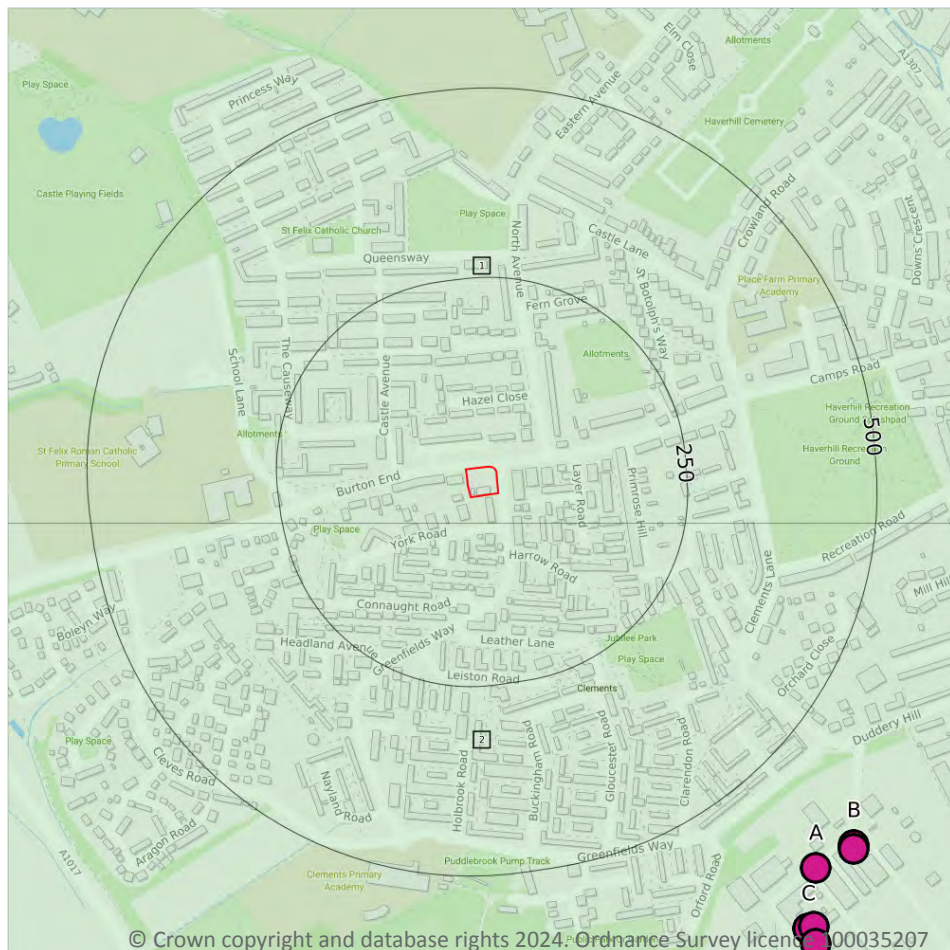 Elm Close
Allotments
A1307
Play Space
Princess Way
Eastern Avenue
Haverhill Cemetery
Castle Playing Fields
Crowland Road
Downs Crescent
Play Space
St Felix Catholic Church
North Avenue
Castle Lane
Queensway
1
St Botolph's Way
Place Farm Primary
Academy
Fern Grove
School Lane
The Causeway
Castle Avenue
Allotments
Camps Road
Hazel Close
Haverhill Recreation
500
Allotments
Haverhill Recreation
Ground
St Felix Roman Catholic
Primary School
250
Burton End
Layer Road
Primrose Hill
Play Space
York Road
Recreation Road
Harrow Road
Clements Lane
Mill Hill
Connaught Road
Boleyn Way
Headland Avenue
Greenfields Way
Leather Lane
Jubilee Park
Play Space
Orchard Close
Leiston Road
Clements
Duddery Hill
Play Space
2
Cleves Road
Nayland Road
Holbrook Road
Buckingham Road
Gloucester Road
Clarendon Road
B
A
Aragon Road
A1017
Greenfields Way
Puddlebrook Pump Track
Clements Primary
Academy
Orford Road
C
© Crown copyright and database rights 2024. Ordnance Survey licence 100035207